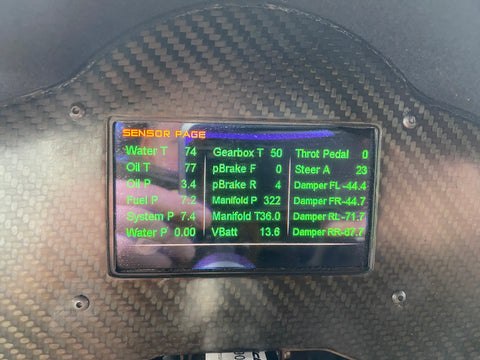 SENSOR PAGE
Water T 74 Gearbox T 50 Throt Pedal 0
Oil T 77 pBrake F 0 Steer A 23
Oil P 3.4 pBrake R 4 Damper FL -44.4
Fuel P 7.2 Manifold P 322 Damper FR -44.7
System P 7.4 Manifold T 36.0 Damper RL -71.7
Water P 0.00 VBatt 13.6 Damper RR -67.7